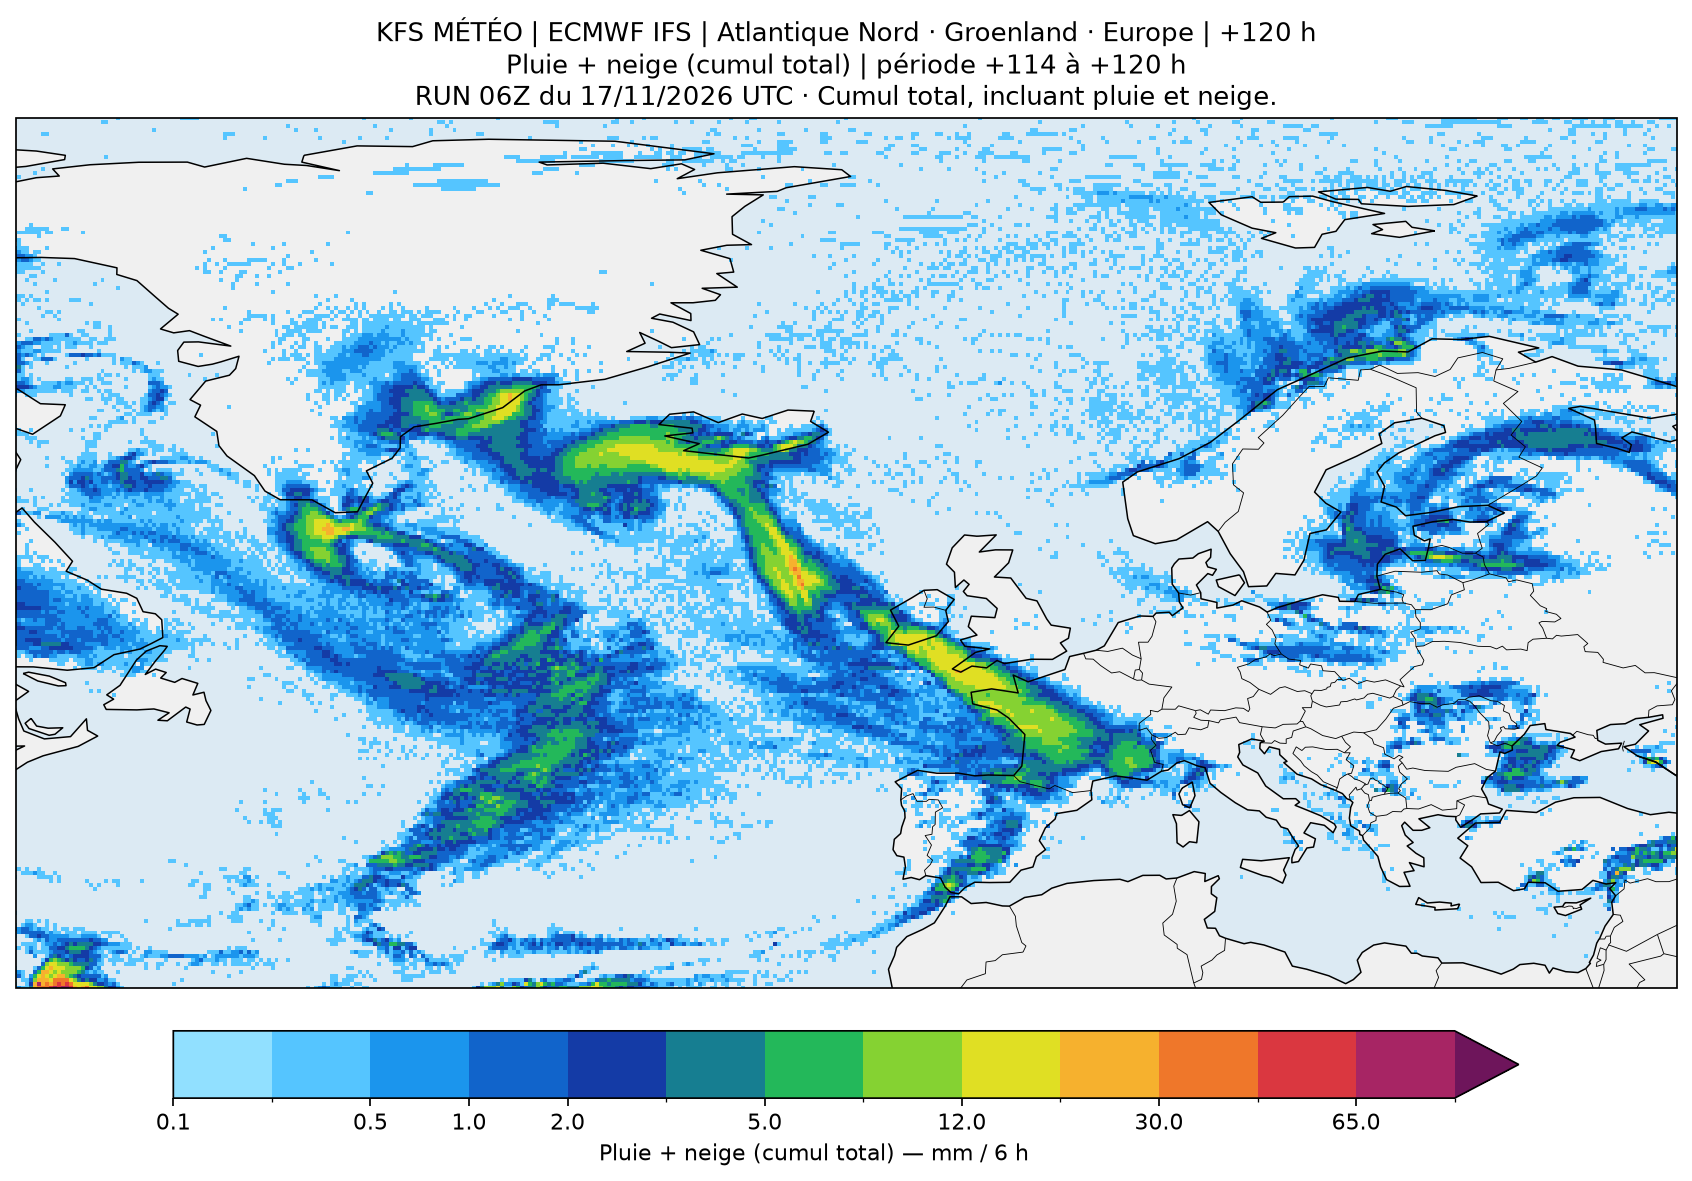 KFS MÉTÉO | ECMWF IFS | Atlantique Nord · Groenland · Europe | +120 h
Pluie + neige (cumul total) | période +114 à +120 h
RUN 06Z du 17/11/2026 UTC · Cumul total, incluant pluie et neige.
0.1 0.5 1.0 2.0 5.0 12.0 30.0 65.0
Pluie + neige (cumul total) — mm / 6 h